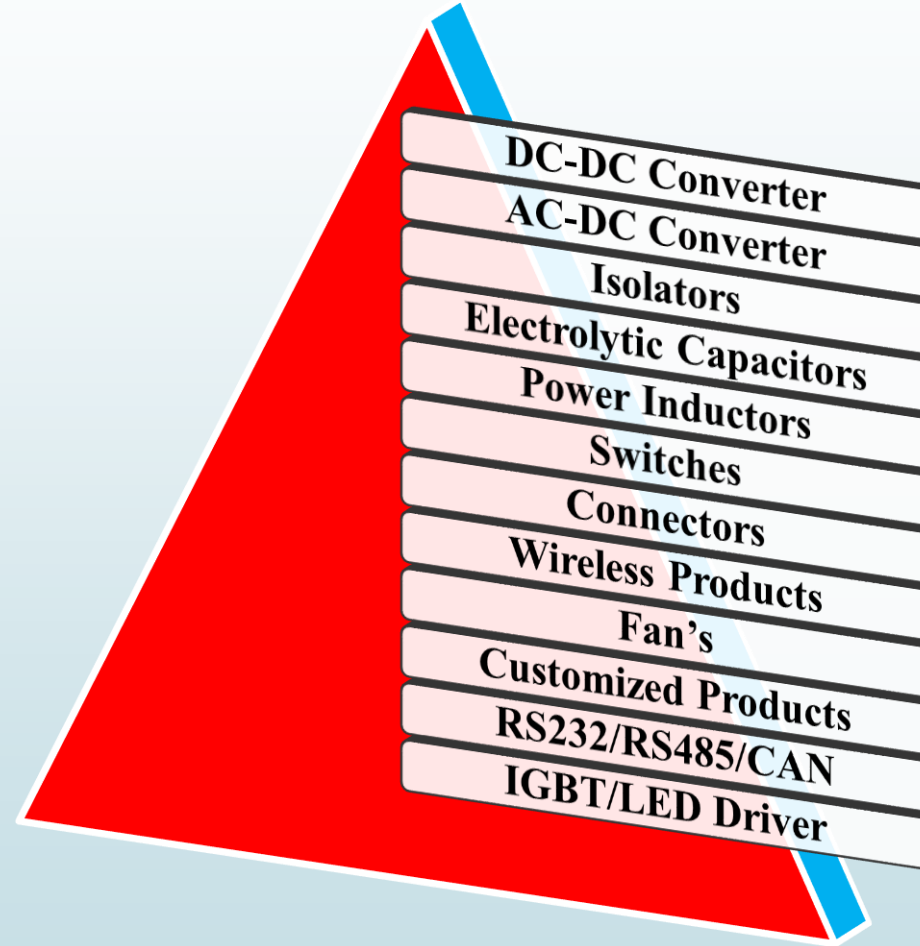 DC-DC Converter
AC-DC Converter
Isolators
Electrolytic Capacitors
Power Inductors
Switches
Connectors
Wireless Products
Fan’s
Customized Products
RS232/RS485/CAN
IGBT/LED Driver